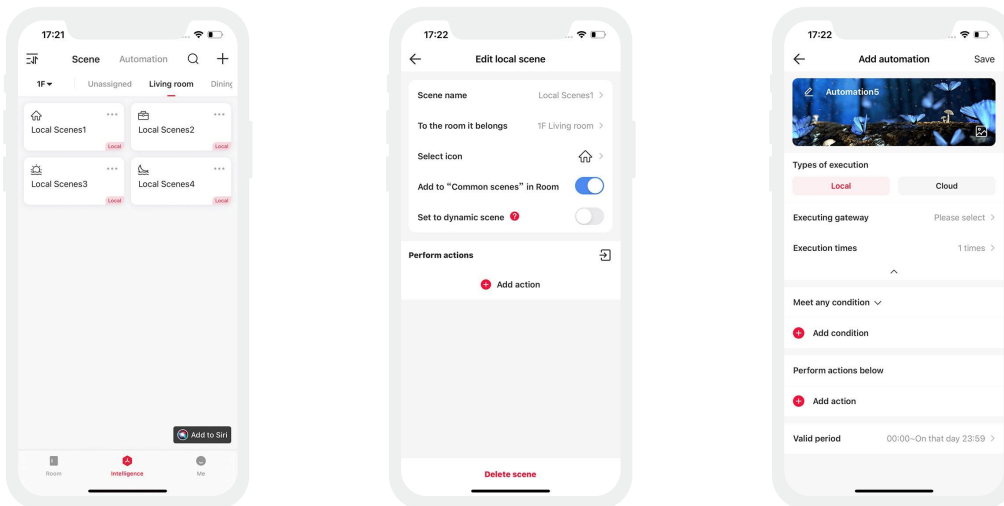 17:21
Scene Automation
1F Unassigned Living room Dining
Local Scenes1
Local
Local Scenes2
Local
Local Scenes3
Local
Local Scenes4
Local
Add to Siri
Room Intelligence Me
17:22
Edit local scene
Scene name Local Scenes1
To the room it belongs 1F Living room
Select icon
Add to “Common scenes” in Room
Set to dynamic scene ?
Perform actions
Add action
Delete scene
17:22
Add automation Save
Automation5
Types of execution
Local Cloud
Executing gateway Please select
Execution times 1 times
Meet any condition
Add condition
Perform actions below
Add action
Valid period 00:00~On that day 23:59